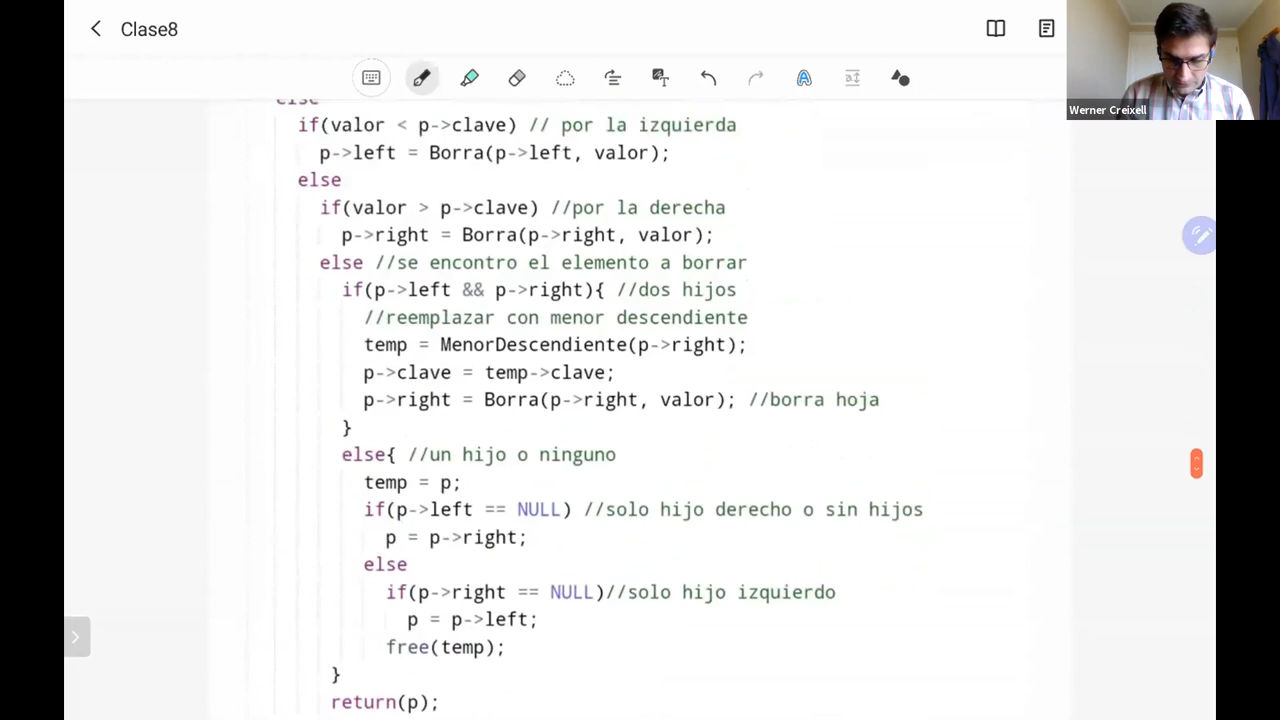 Clase8
Werner Creixell
else
if(valor < p->clave) // por la izquierda
p->left = Borra(p->left, valor);
else
if(valor > p->clave) //por la derecha
p->right = Borra(p->right, valor);
else //se encontro el elemento a borrar
if(p->left && p->right){ //dos hijos
//reemplazar con menor descendiente
temp = MenorDescendiente(p->right);
p->clave = temp->clave;
p->right = Borra(p->right, valor); //borra hoja
}
else{ //un hijo o ninguno
temp = p;
if(p->left == NULL) //solo hijo derecho o sin hijos
p = p->right;
else
if(p->right == NULL)//solo hijo izquierdo
p = p->left;
free(temp);
}
return(p);